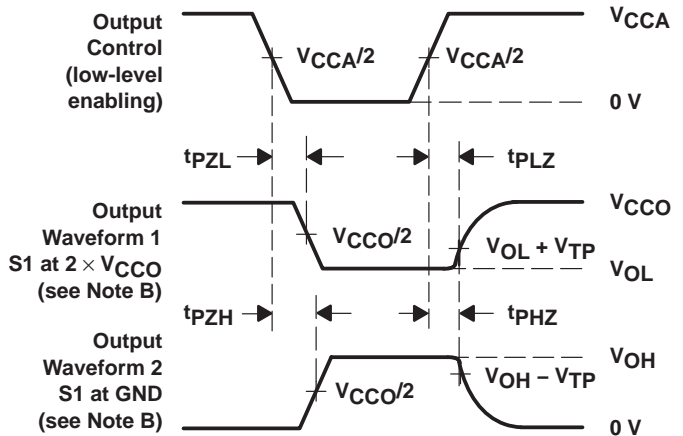 Output
Control
(low-level
enabling)
VCCA
VCCA/2
VCCA/2
0 V
tPZL
tPLZ
Output
Waveform 1
S1 at 2 × VCCO
(see Note B)
VCCO
VCCO/2
VOL + VTP
VOL
tPZH
tPHZ
Output
Waveform 2
S1 at GND
(see Note B)
VOH
VCCO/2
VOH − VTP
0 V